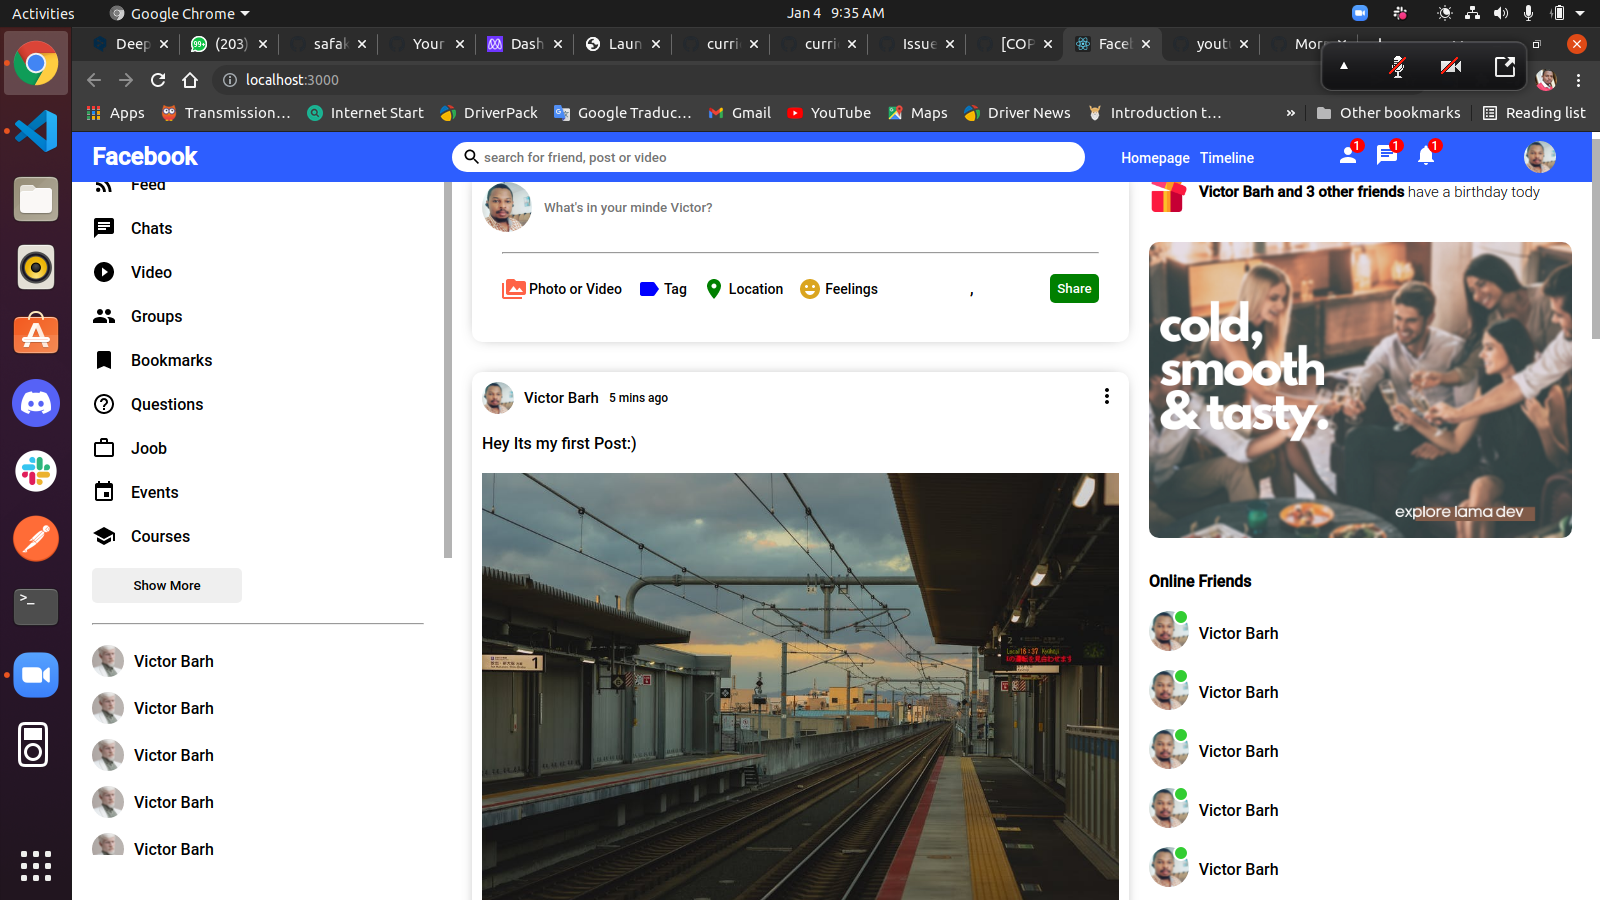 Activities
Google Chrome
Jan 4 9:35 AM
Deep
(203)
safak
Your
Dash
Laun
curri
curri
Issue
[COP
Facel
yout
Mor
localhost:3000
Apps
Transmission…
Internet Start
DriverPack
Google Traduc…
Gmail
YouTube
Maps
Driver News
Introduction t…
»
Other bookmarks
Reading list
Facebook
search for friend, post or video
Homepage
Timeline
1
1
1
Feed
Chats
Video
Groups
Bookmarks
Questions
Joob
Events
Courses
Show More
Victor Barh
Victor Barh
Victor Barh
Victor Barh
Victor Barh
What's in your minde Victor?
Photo or Video
Tag
Location
Feelings
,
Share
Victor Barh 5 mins ago
Hey Its my first Post:)
1
Victor Barh and 3 other friends have a birthday tody
cold,
smooth
& tasty.
explore lama dev
Online Friends
Victor Barh
Victor Barh
Victor Barh
Victor Barh
Victor Barh